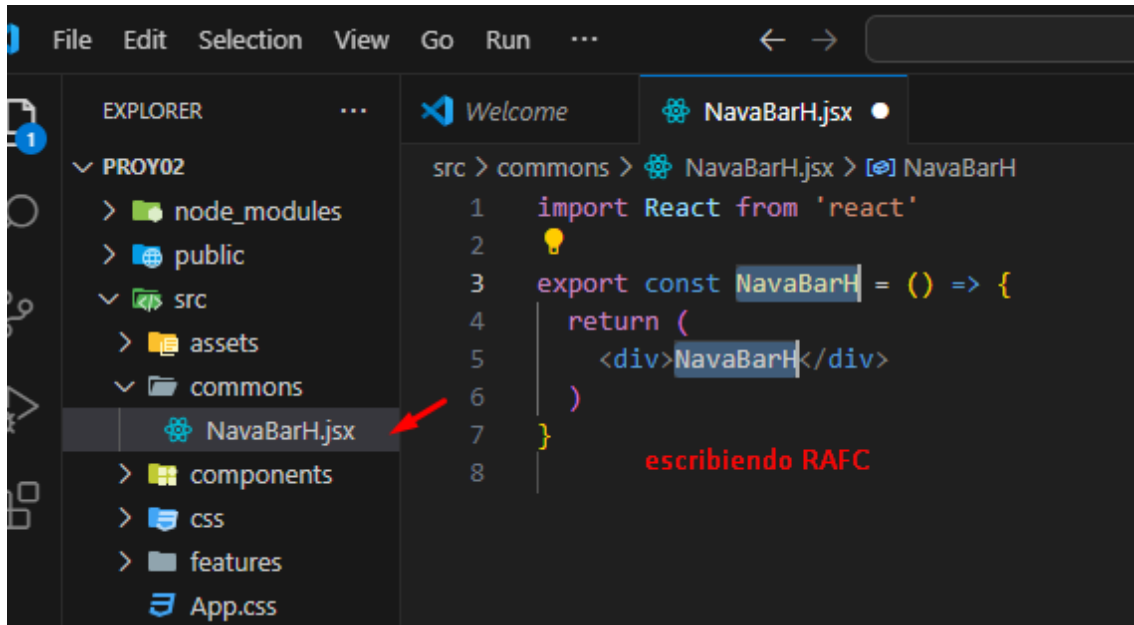 File Edit Selection View Go Run ···
EXPLORER ···
Welcome
NavaBarH.jsx
1
PROY02
src > commons > NavaBarH.jsx > NavaBarH
node_modules
public
src
assets
commons
NavaBarH.jsx
components
css
features
App.css
1 import React from 'react'
2
3 export const NavaBarH = () => {
4 return (
5 <div>NavaBarH</div>
6 )
7 }
8
escribiendo RAFC